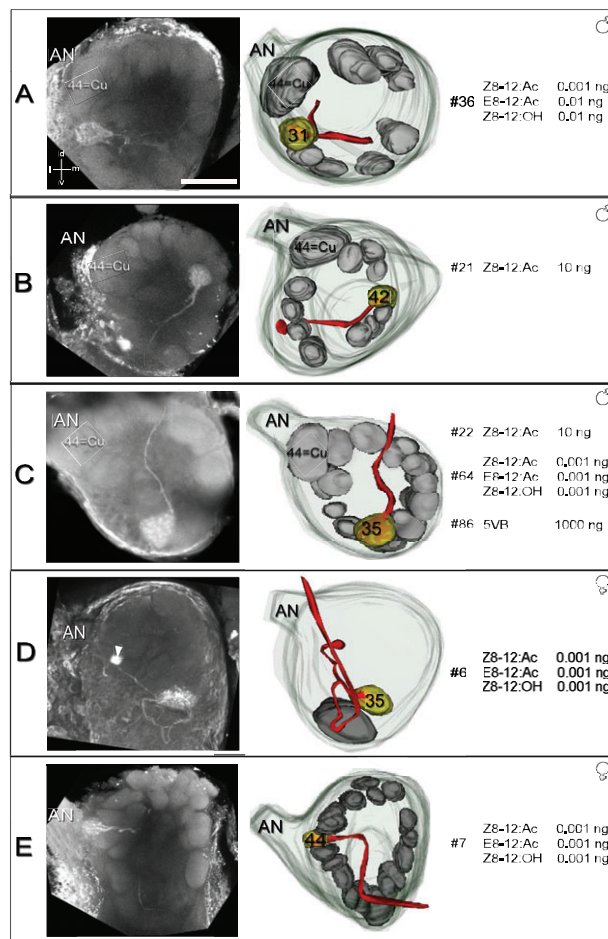 A
AN
44=Cu
d
l m
v
AN
44=Cu
31
♂
#36
Z8-12:Ac 0.001 ng
E8-12:Ac 0.01 ng
Z8-12:OH 0.01 ng
B
AN
44=Cu
AN
44=Cu
42
♂
#21 Z8-12:Ac 10 ng
C
AN
44=Cu
AN
44=Cu
35
♂
#22 Z8-12:Ac 10 ng
#64
Z8-12:Ac 0.001 ng
E8-12:Ac 0.001 ng
Z8-12:OH 0.001 ng
#86 5VB 1000 ng
D
AN
AN
35
♀
#6
Z8-12:Ac 0.001 ng
E8-12:Ac 0.001 ng
Z8-12:OH 0.001 ng
E
AN
AN
44
♀
#7
Z8-12:Ac 0.001 ng
E8-12:Ac 0.001 ng
Z8-12:OH 0.001 ng